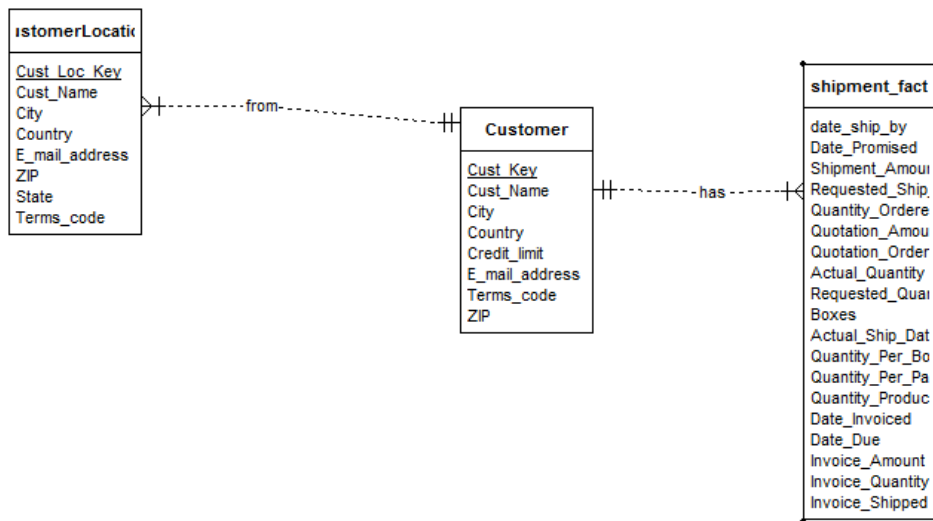 ıstomerLocatic
Cust_Loc_Key
Cust_Name
City
Country
E_mail_address
ZIP
State
Terms_code
from
Customer
Cust_Key
Cust_Name
City
Country
Credit_limit
E_mail_address
Terms_code
ZIP
has
shipment_fact
date_ship_by
Date_Promised
Shipment_Amou
Requested_Ship_
Quantity_Ordere
Quotation_Amou
Quotation_Order
Actual_Quantity
Requested_Quar
Boxes
Actual_Ship_Dat
Quantity_Per_Bo
Quantity_Per_Pa
Quantity_Produc
Date_Invoiced
Date_Due
Invoice_Amount
Invoice_Quantity
Invoice_Shipped